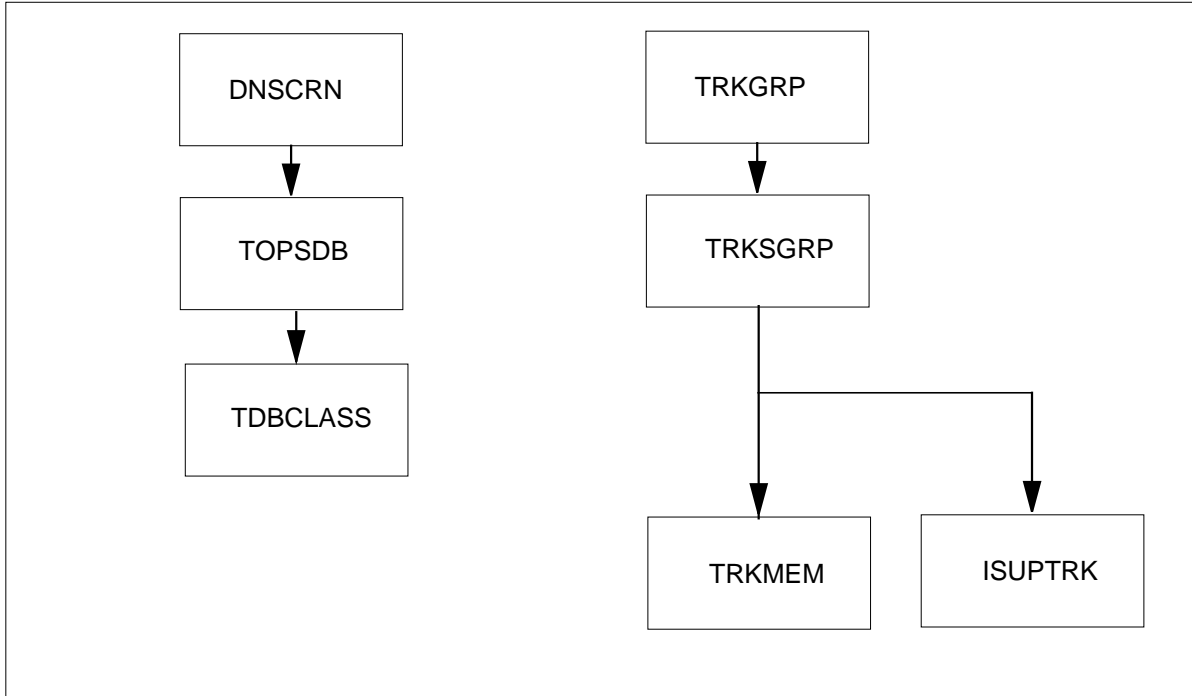 DNSCRN
TRKGRP
TOPSDB
TRKSGRP
TDBCLASS
TRKMEM
ISUPTRK